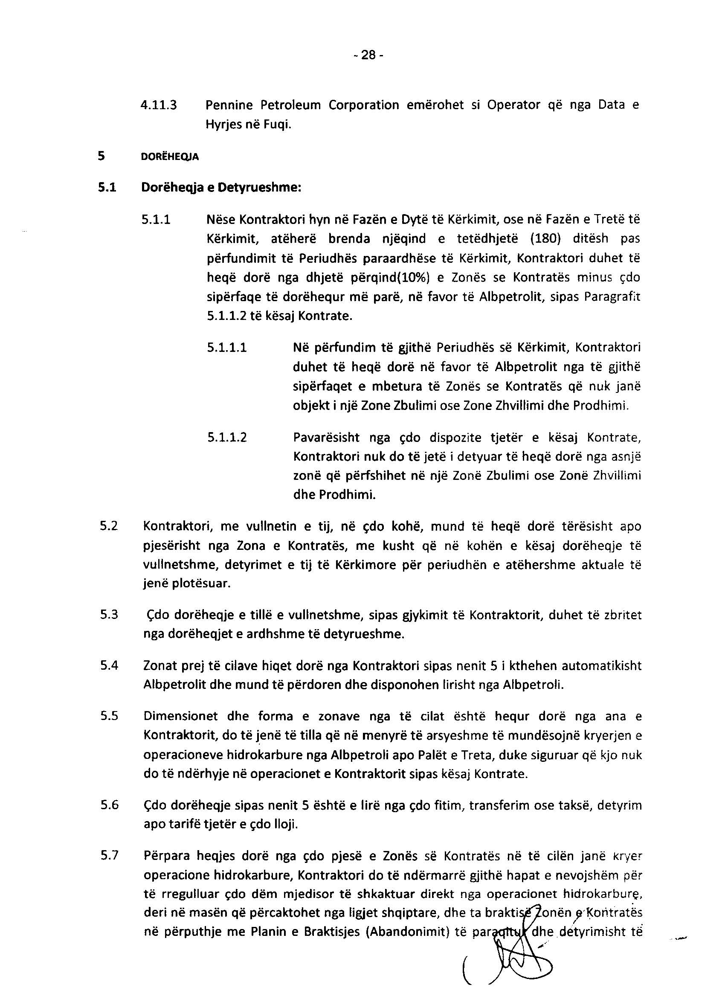 - 28 -
4.11.3 Pennine Petroleum Corporation emërohet si Operator që nga Data e
Hyrjes në Fuqi.
5 DORËHEQJA
5.1 Dorëheqja e Detyrueshme:
5.1.1 Nëse Kontraktori hyn në Fazën e Dytë të Kërkimit, ose në Fazën e Tretë të
Kërkimit, atëherë brenda njëqind e tetëdhjetë (180) ditësh pas
përfundimit të Periudhës paraardhëse të Kërkimit, Kontraktori duhet të
heqë dorë nga dhjetë përqind(10%) e Zonës se Kontratës minus çdo
sipërfaqe të dorëhequr më parë, në favor të Albpetrolit, sipas Paragrafit
5.1.1.2 të kësaj Kontrate.
5.1.1.1 Në përfundim të gjithë Periudhës së Kërkimit, Kontraktori
duhet të heqë dorë në favor të Albpetrolit nga të gjithë
sipërfaqet e mbetura të Zonës se Kontratës që nuk janë
objekt i një Zone Zbulimi ose Zone Zhvillimi dhe Prodhimi.
5.1.1.2 Pavarësisht nga çdo dispozite tjetër e kësaj Kontrate,
Kontraktori nuk do të jetë i detyuar të heqë dorë nga asnjë
zonë që përfshihet në një Zonë Zbulimi ose Zonë Zhvillimi
dhe Prodhimi.
5.2 Kontraktori, me vullnetin e tij, në çdo kohë, mund të heqë dorë tërësisht apo
pjesërisht nga Zona e Kontratës, me kusht që në kohën e kësaj dorëheqje të
vullnetshme, detyrimet e tij të Kërkimore për periudhën e atëhershme aktuale të
jenë plotësuar.
5.3 Çdo dorëheqje e tillë e vullnetshme, sipas gjykimit të Kontraktorit, duhet të zbritet
nga dorëheqjet e ardhshme të detyrueshme.
5.4 Zonat prej të cilave hiqet dorë nga Kontraktori sipas nenit 5 i kthehen automatikisht
Albpetrolit dhe mund të përdoren dhe disponohen lirisht nga Albpetroli.
5.5 Dimensionet dhe forma e zonave nga të cilat është hequr dorë nga ana e
Kontraktorit, do të jenë të tilla që në menyrë të arsyeshme të mundësojnë kryerjen e
operacioneve hidrokarbure nga Albpetroli apo Palët e Treta, duke siguruar që kjo nuk
do të ndërhyje në operacionet e Kontraktorit sipas kësaj Kontrate.
5.6 Çdo dorëheqje sipas nenit 5 është e lirë nga çdo fitim, transferim ose taksë, detyrim
apo tarifë tjetër e çdo lloji.
5.7 Përpara heqjes dorë nga çdo pjesë e Zonës së Kontratës në të cilën janë kryer
operacione hidrokarbure, Kontraktori do të ndërmarrë gjithë hapat e nevojshëm për
të rregulluar çdo dëm mjedisor të shkaktuar direkt nga operacionet hidrokarbure,
deri në masën që përcaktohet nga ligjet shqiptare, dhe ta braktisë Zonën e Kontratës
në përputhje me Planin e Braktisjes (Abandonimit) të paraqitur dhe detyrimisht të